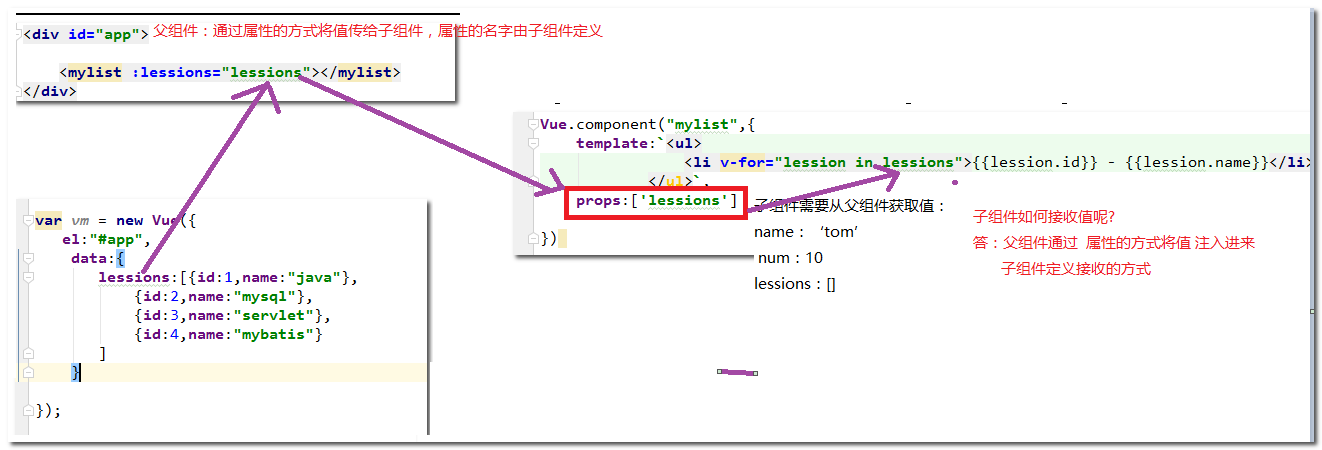 <div id="app"> 父组件：通过属性的方式将值传给子组件，属性的名字由子组件定义
<mylist :lessions="lessions"></mylist>
</div>
Vue.component("mylist",{
template:`<ul>
<li v-for="lession in lessions">{{lession.id}} - {{lession.name}}</li>
</ul>`,
props:['lessions']
})
子组件需要从父组件获取值：
name：‘tom’
num：10
lessions：[]
子组件如何接收值呢?
答：父组件通过 属性的方式将值 注入进来
子组件定义接收的方式
var vm = new Vue({
el:"#app",
data:{
lessions:[{id:1,name:"java"},
{id:2,name:"mysql"},
{id:3,name:"servlet"},
{id:4,name:"mybatis"}
]
}
});